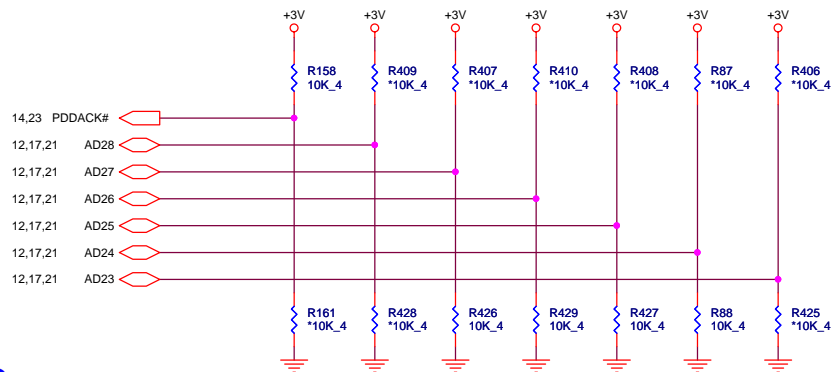 +3V +3V +3V +3V +3V +3V +3V
R158 R409 R407 R410 R408 R87 R406
10K_4 *10K_4 *10K_4 *10K_4 *10K_4 *10K_4 *10K_4
14,23 PDDACK#
12,17,21 AD28
12,17,21 AD27
12,17,21 AD26
12,17,21 AD25
12,17,21 AD24
12,17,21 AD23
R161 R428 R426 R429 R427 R88 R425
*10K_4 *10K_4 10K_4 *10K_4 10K_4 10K_4 *10K_4